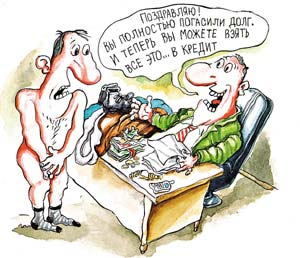 ПОЗДРАВЛЯЮ!
ВЫ ПОЛНОСТЬЮ ПОГАСИЛИ ДОЛГ.
И ТЕПЕРЬ ВЫ МОЖЕТЕ ВЗЯТЬ
ВСЕ ЭТО... В КРЕДИТ